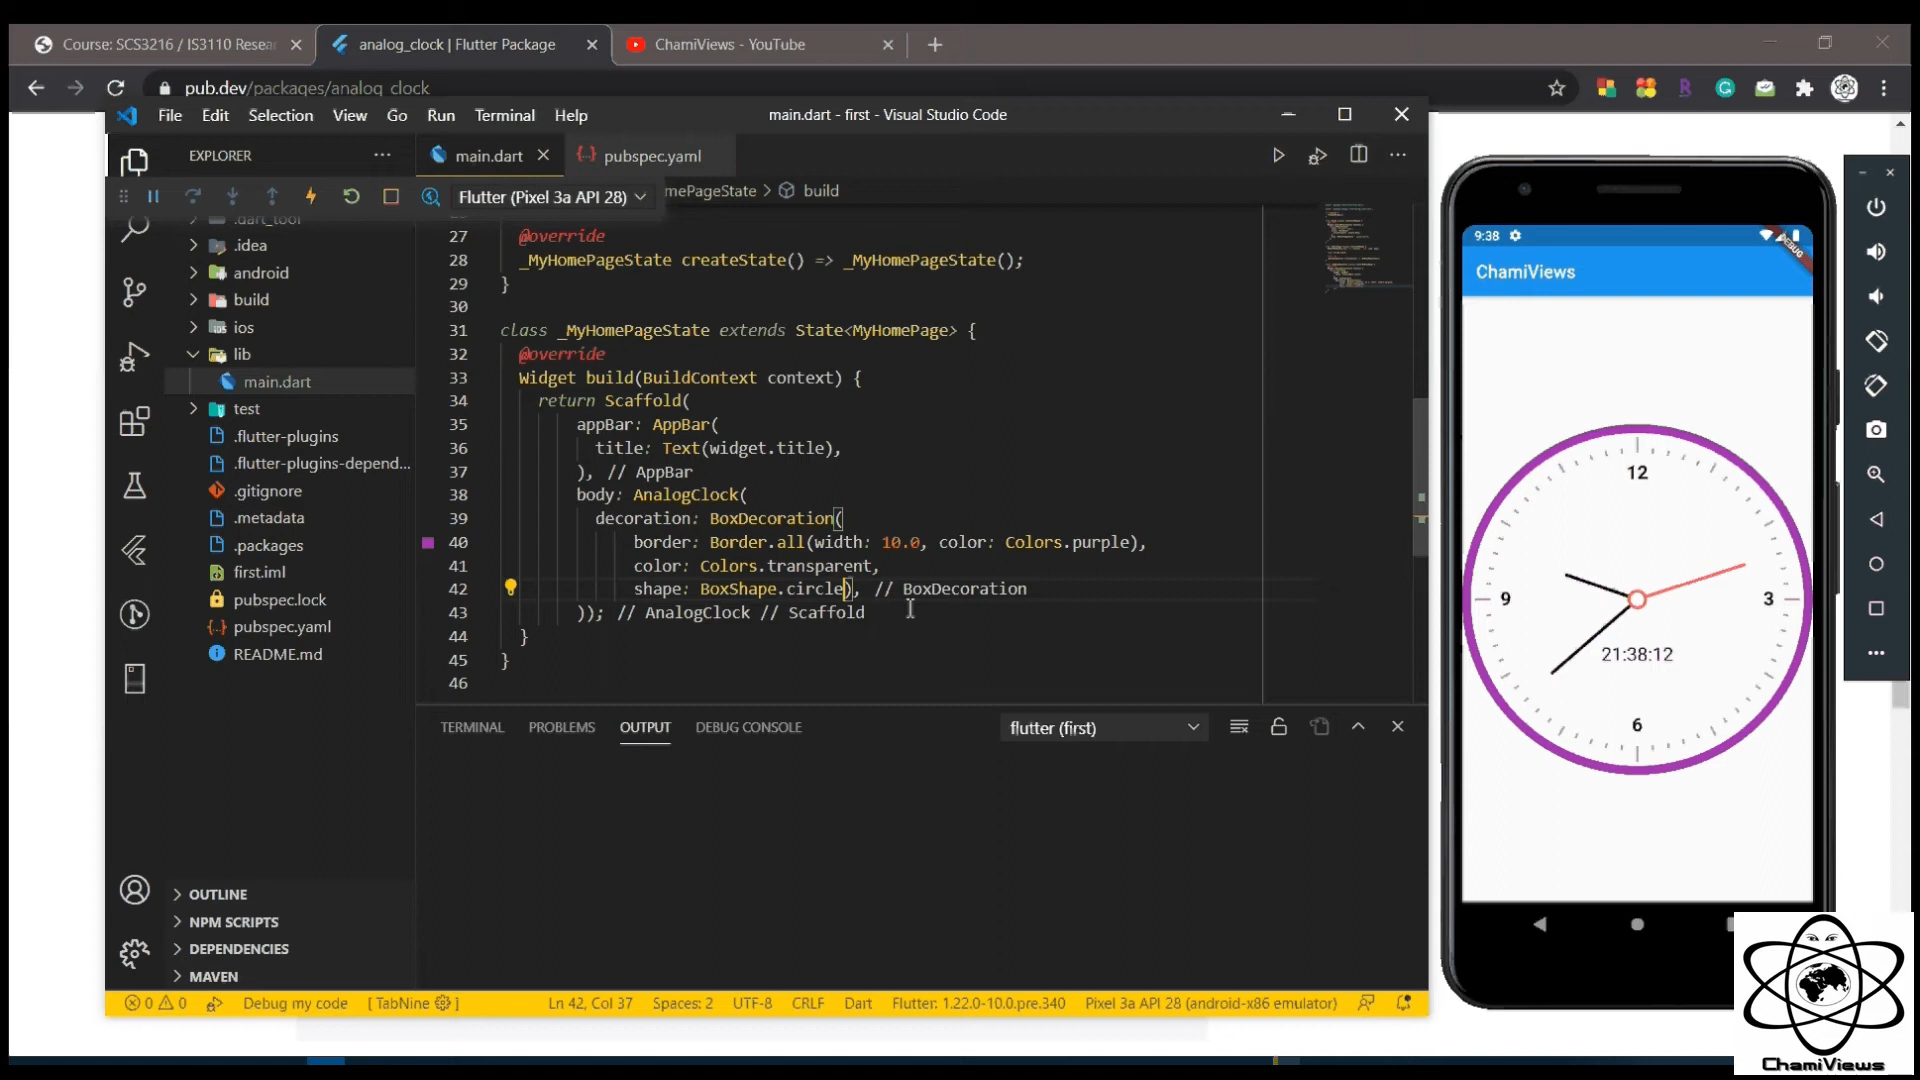 Course: SCS3216 / IS3110 Resea
analog_clock | Flutter Package
ChamiViews - YouTube
pub.dev/packages/analog_clock
File Edit Selection View Go Run Terminal Help
main.dart - first - Visual Studio Code
EXPLORER
main.dart
pubspec.yaml
Flutter (Pixel 3a API 28)
mePageState > build
.dart_tool
.idea
android
build
ios
lib
main.dart
test
.flutter-plugins
.flutter-plugins-depend...
.gitignore
.metadata
.packages
first.iml
pubspec.lock
pubspec.yaml
README.md
OUTLINE
NPM SCRIPTS
DEPENDENCIES
MAVEN
27 @override
28 _MyHomePageState createState() => _MyHomePageState();
29 }
30
31 class _MyHomePageState extends State<MyHomePage> {
32 @override
33 Widget build(BuildContext context) {
34 return Scaffold(
35 appBar: AppBar(
36 title: Text(widget.title),
37 ), // AppBar
38 body: AnalogClock(
39 decoration: BoxDecoration(
40 border: Border.all(width: 10.0, color: Colors.purple),
41 color: Colors.transparent,
42 shape: BoxShape.circle), // BoxDecoration
43 )); // AnalogClock // Scaffold
44 }
45 }
46
TERMINAL PROBLEMS OUTPUT DEBUG CONSOLE
flutter (first)
0 0 Debug my code [ TabNine ] Ln 42, Col 37 Spaces: 2 UTF-8 CRLF Dart Flutter: 1.22.0-10.0.pre.340 Pixel 3a API 28 (android-x86 emulator)
9:38
DEBUG
ChamiViews
12
9
3
21:38:12
6
ChamiViews